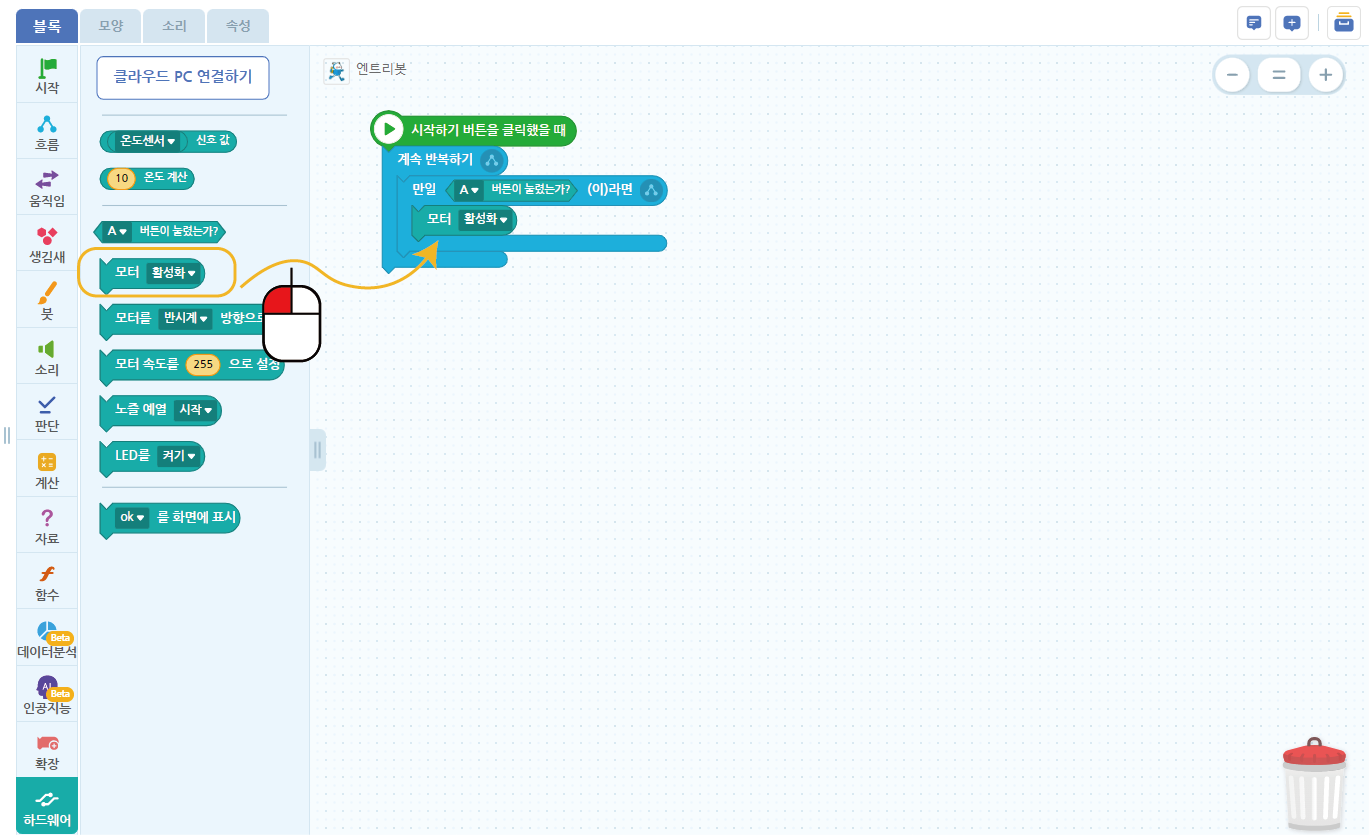 블록
모양
소리
속성
시작
흐름
움직임
생김새
붓
소리
판단
계산
자료
함수
Beta
데이터분석
AI
Beta
인공지능
확장
하드웨어
클라우드 PC 연결하기
온도센서 신호 값
10 온도 계산
A 버튼이 눌렸는가?
모터 활성화
모터를 반시계 방향으로
모터 속도를 255 으로 설정
노즐 예열 시작
LED를 켜기
ok 를 화면에 표시
엔트리봇
시작하기 버튼을 클릭했을 때
계속 반복하기
만일 A 버튼이 눌렸는가? (이)라면
모터 활성화